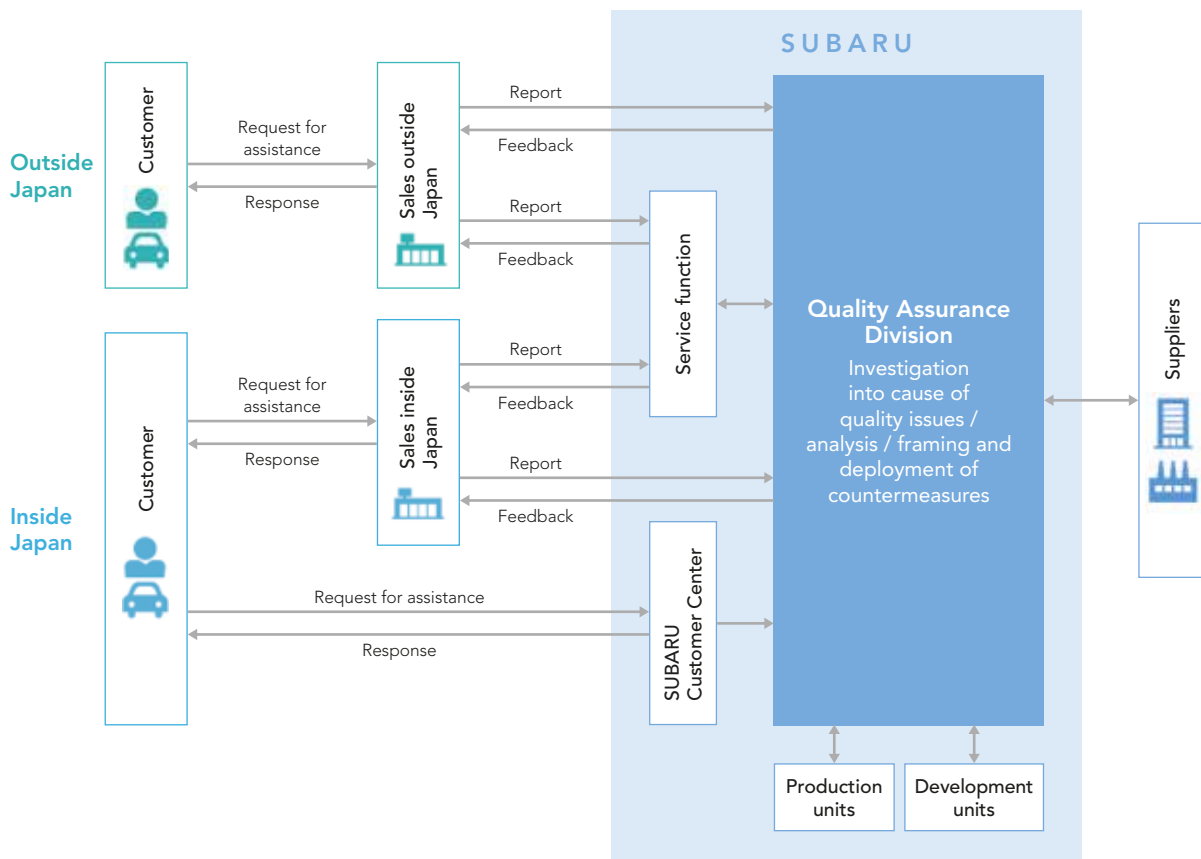 SUBARU
Outside
Japan
Customer
Request for
assistance
Response
Sales outside
Japan
Report
Feedback
Report
Feedback
Service function
Inside
Japan
Customer
Request for
assistance
Response
Sales inside
Japan
Report
Feedback
Report
Feedback
Request for assistance
Response
SUBARU
Customer Center
Quality Assurance
Division
Investigation
into cause of
quality issues /
analysis / framing and
deployment of
countermeasures
Suppliers
Production
units
Development
units